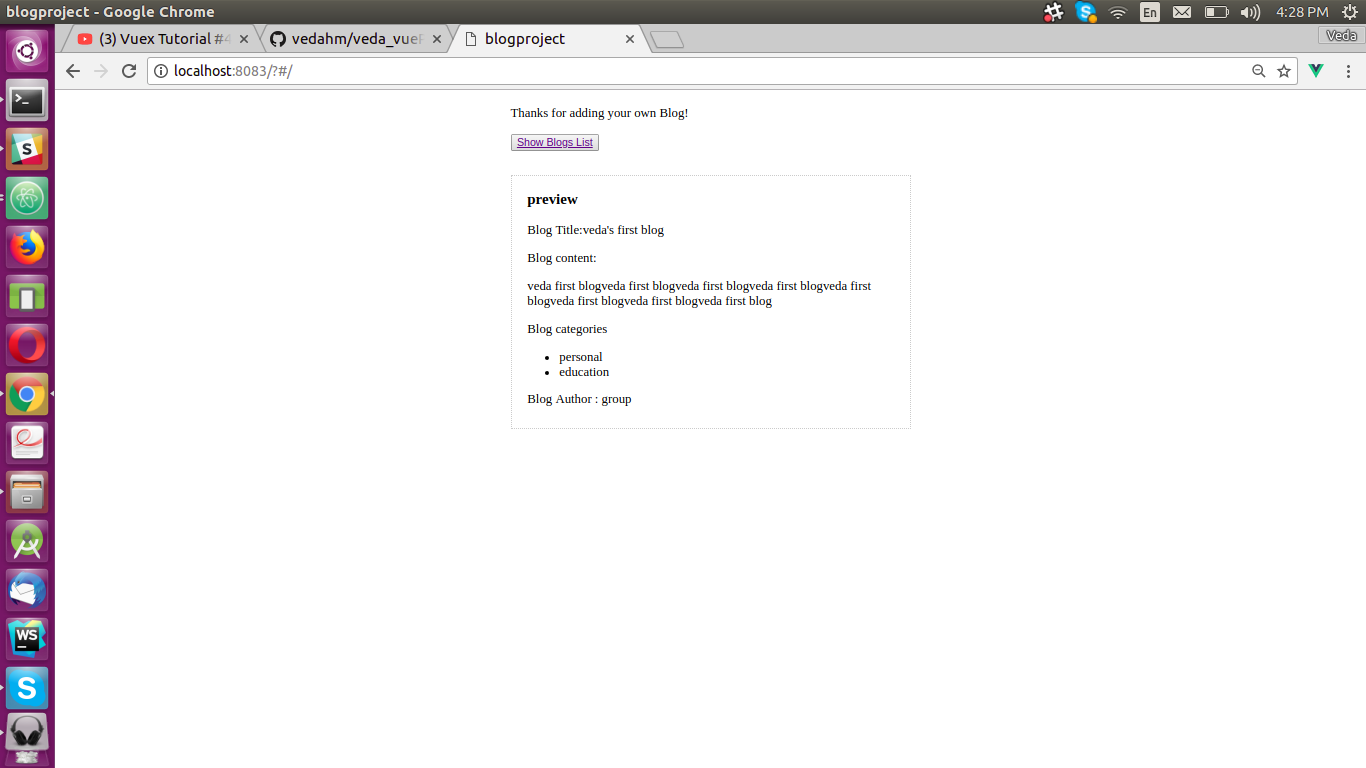 blogproject - Google Chrome
En
4:28 PM
(3) Vuex Tutorial #4
vedahm/veda_vue
blogproject
Veda
localhost:8083/?#/
Thanks for adding your own Blog!
Show Blogs List
preview
Blog Title:veda's first blog
Blog content:
veda first blogveda first blogveda first blogveda first blogveda first
blogveda first blogveda first blogveda first blog
Blog categories
personal
education
Blog Author : group
S
WS
S